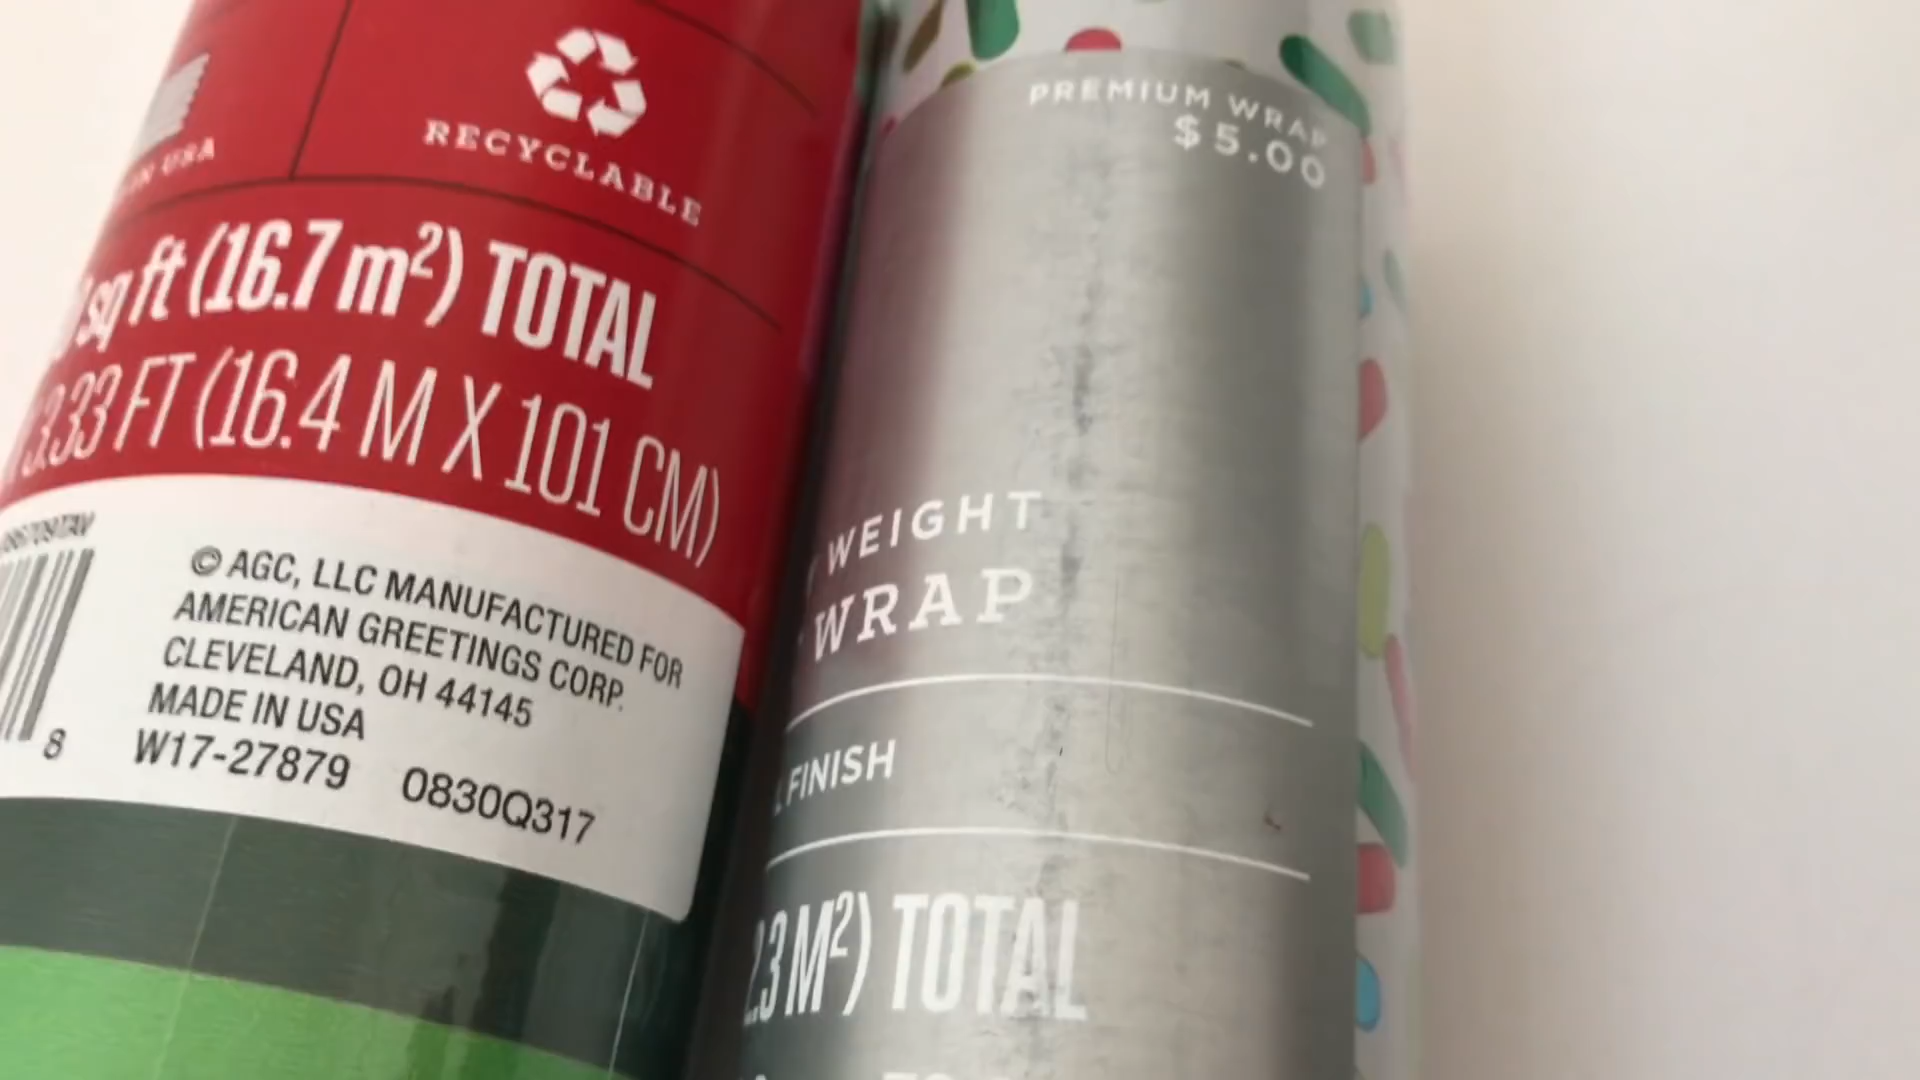 USA
RECYCLABLE
sq ft (16.7 m²) TOTAL
3.33 FT (16.4 M X 101 CM)
© AGC, LLC MANUFACTURED FOR
AMERICAN GREETINGS CORP.
CLEVELAND, OH 44145
MADE IN USA
W17-27879 0830Q317
8
PREMIUM WRAP
$5.00
WEIGHT
WRAP
FINISH
2.3 M²) TOTAL